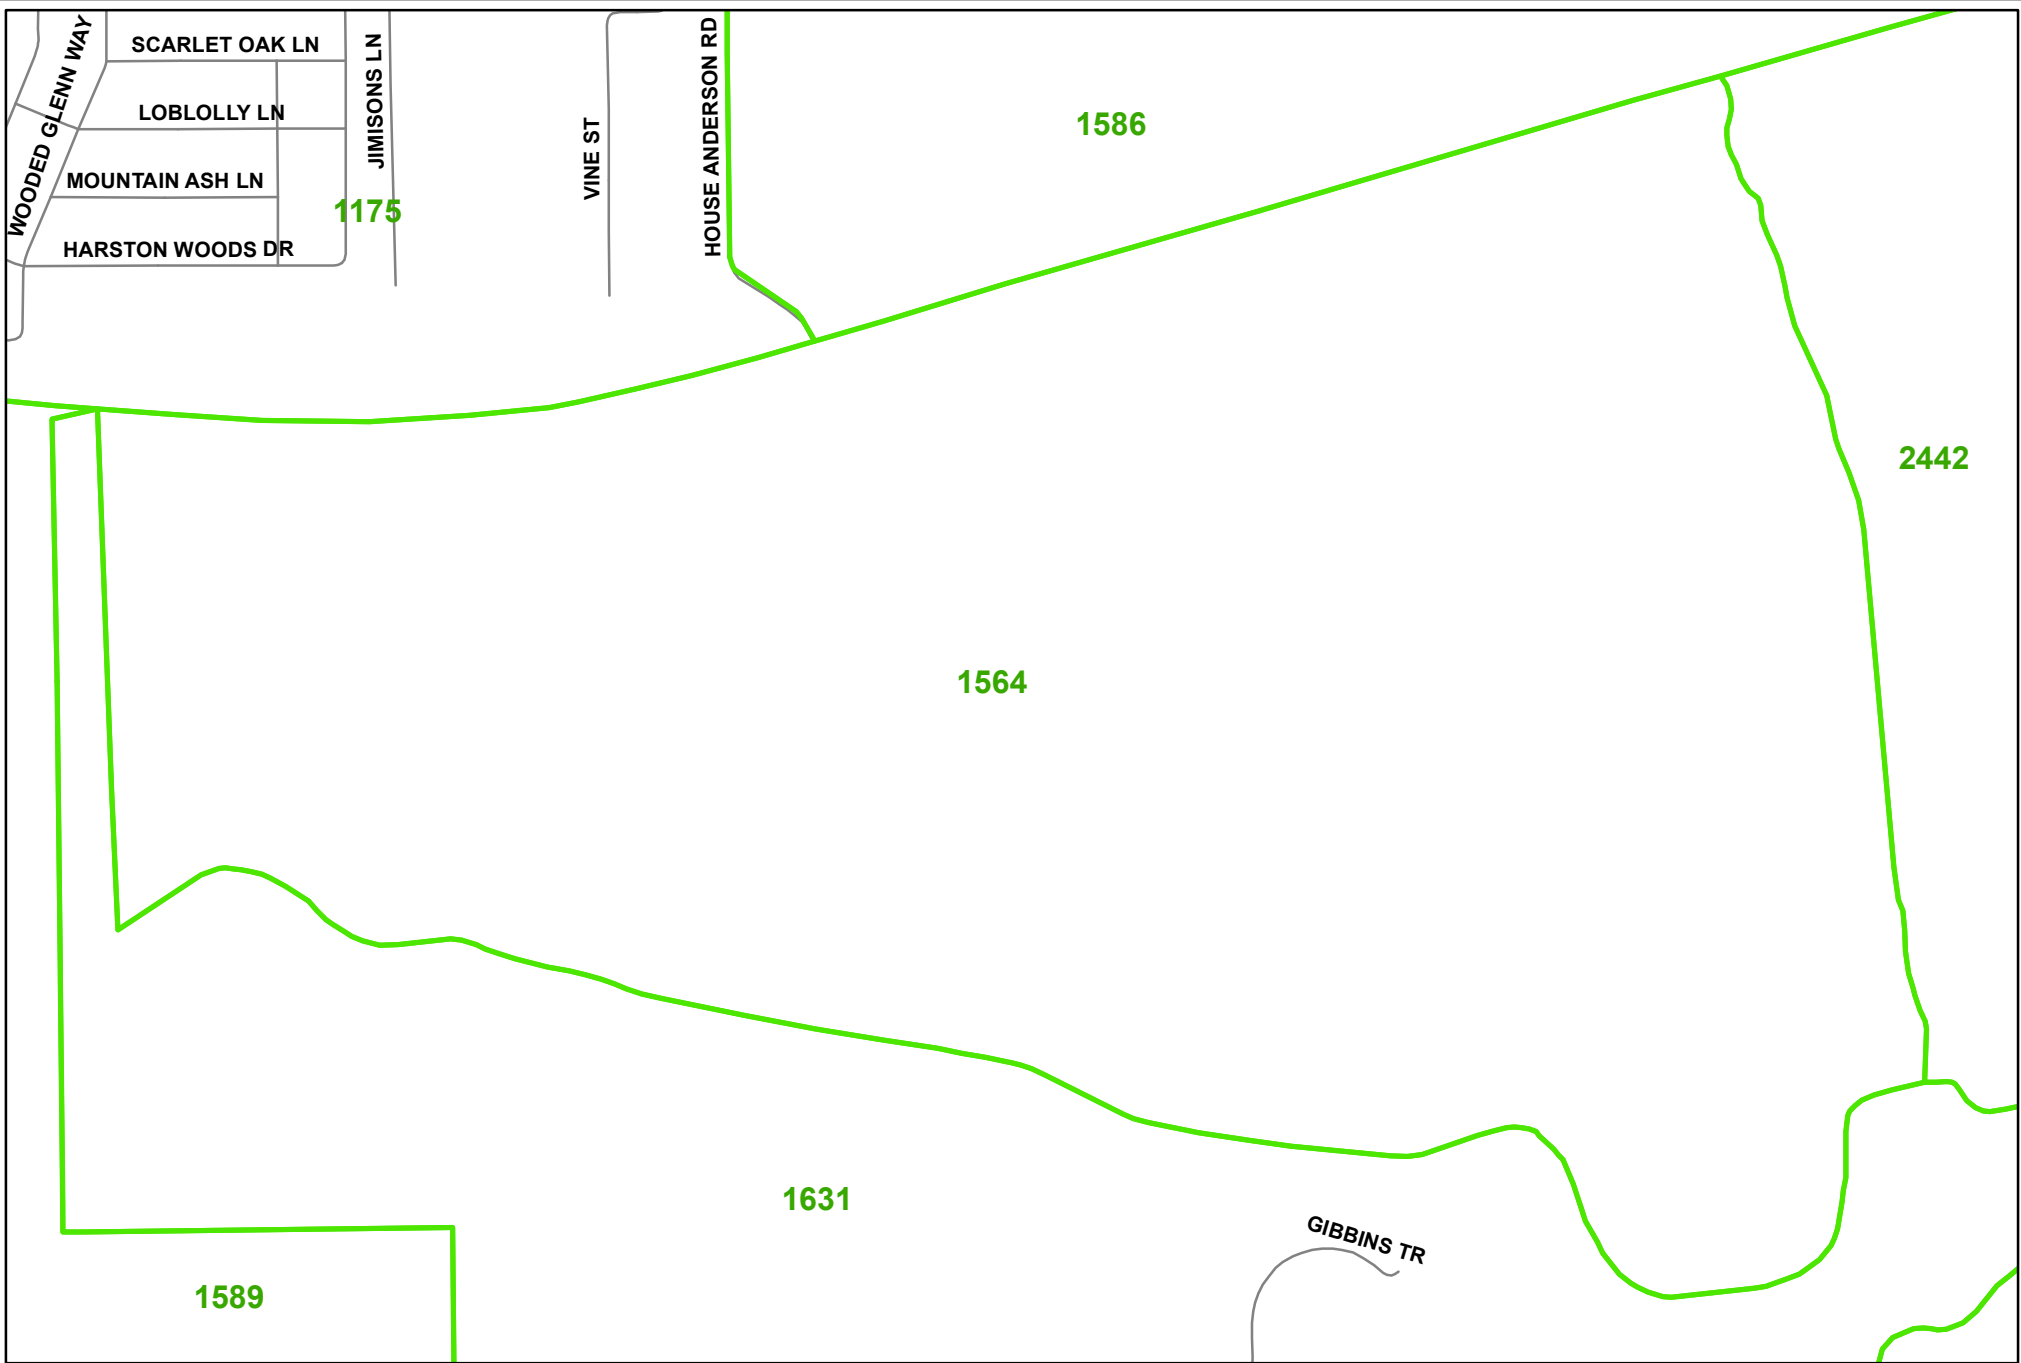 WOODED GLENN WAY
SCARLET OAK LN
LOBLOLLY LN
MOUNTAIN ASH LN
HARSTON WOODS DR
JIMISONS LN
1175
VINE ST
HOUSE ANDERSON RD
1586
2442
1564
1631
GIBBINS TR
1589